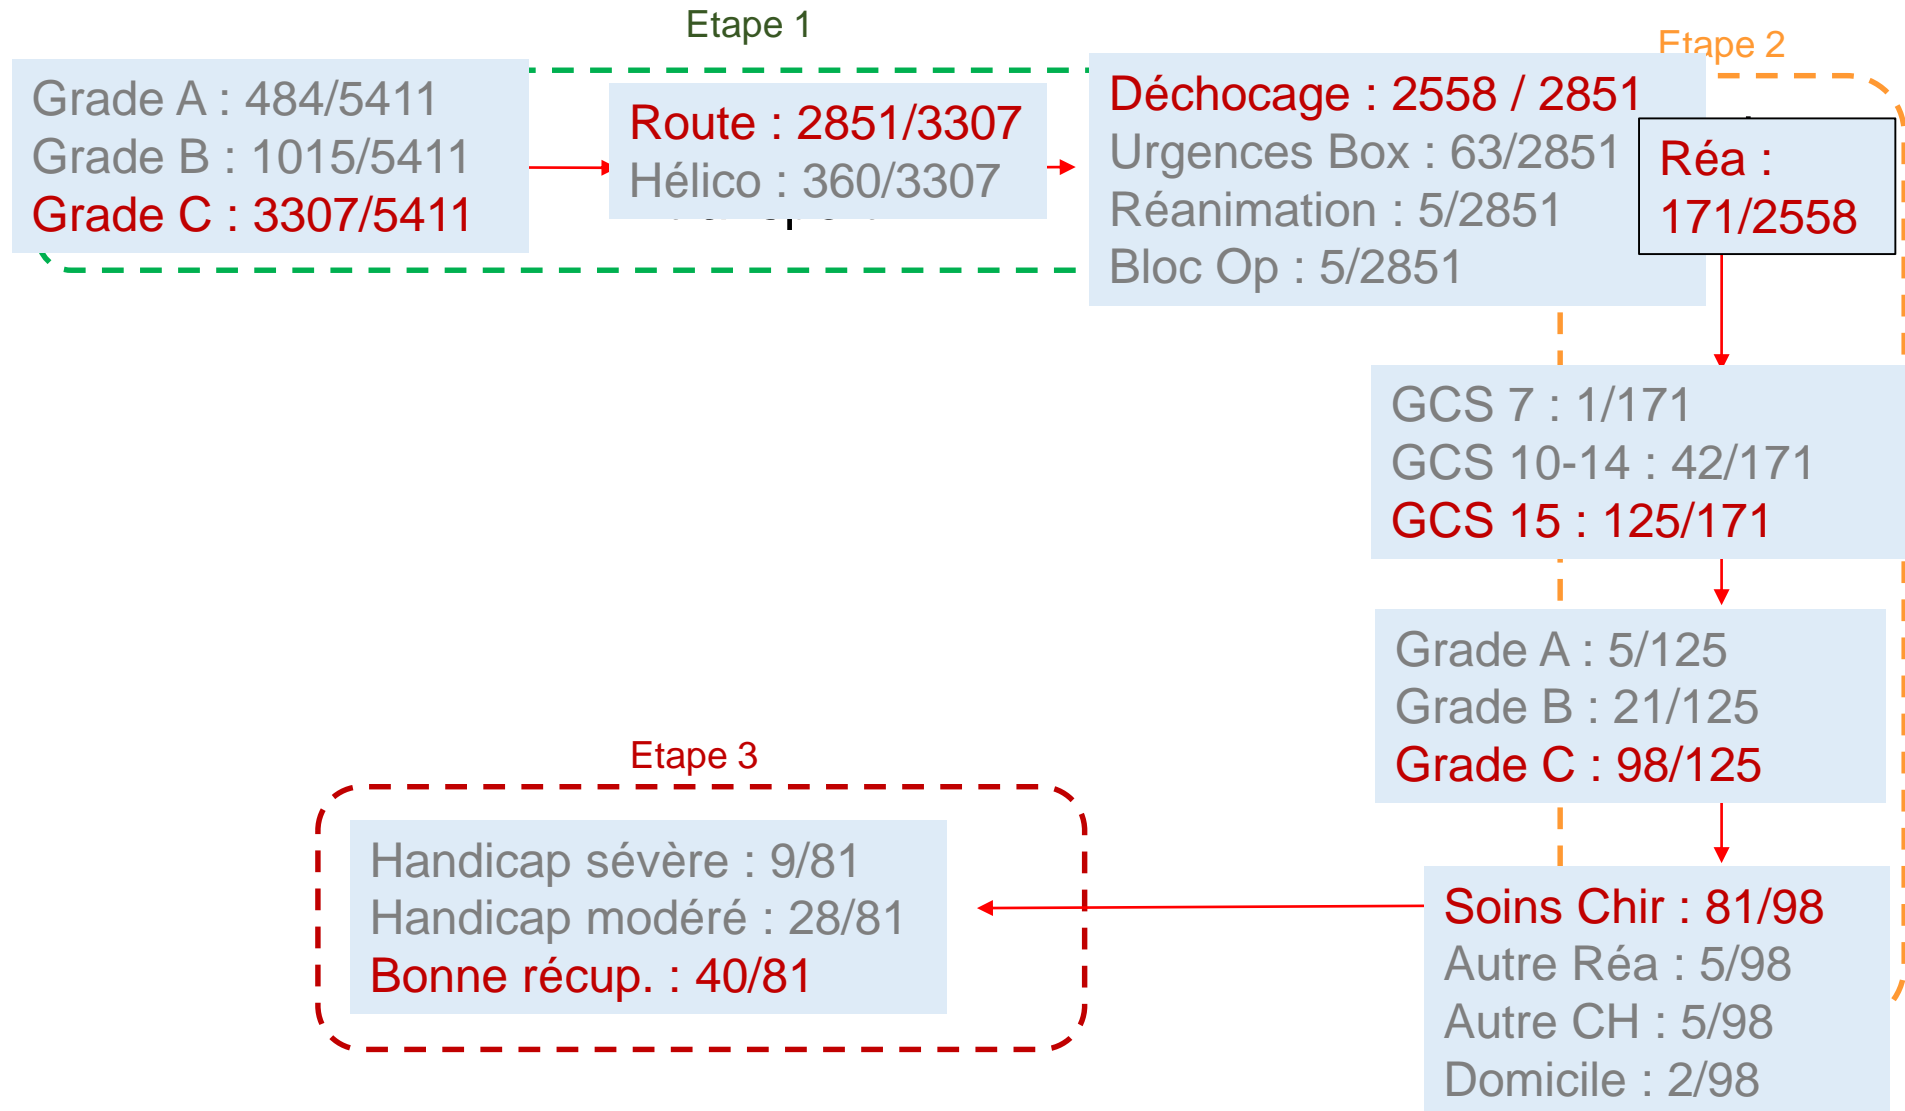 Etape 1
Grade A : 484/5411
Grade B : 1015/5411
Grade C : 3307/5411
Route : 2851/3307
Hélico : 360/3307
Etape 2
Déchocage : 2558 / 2851
Urgences Box : 63/2851
Réanimation : 5/2851
Bloc Op : 5/2851
Réa :
171/2558
GCS 7 : 1/171
GCS 10-14 : 42/171
GCS 15 : 125/171
Grade A : 5/125
Grade B : 21/125
Grade C : 98/125
Soins Chir : 81/98
Autre Réa : 5/98
Autre CH : 5/98
Domicile : 2/98
Etape 3
Handicap sévère : 9/81
Handicap modéré : 28/81
Bonne récup. : 40/81